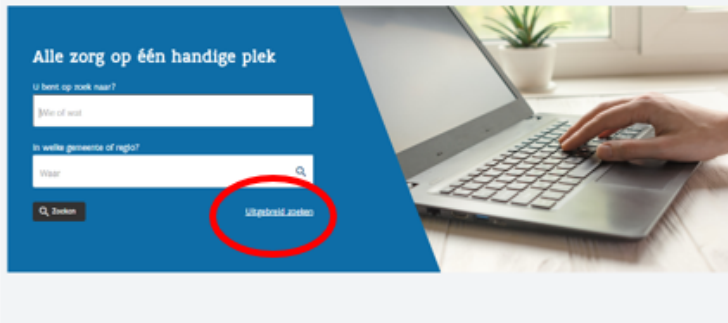 Alle zorg op één handige plek
U bent op zoek naar?
Wie of wat
In welke gemeente of regio?
Waar
Zoeken
Uitgebreid zoeken